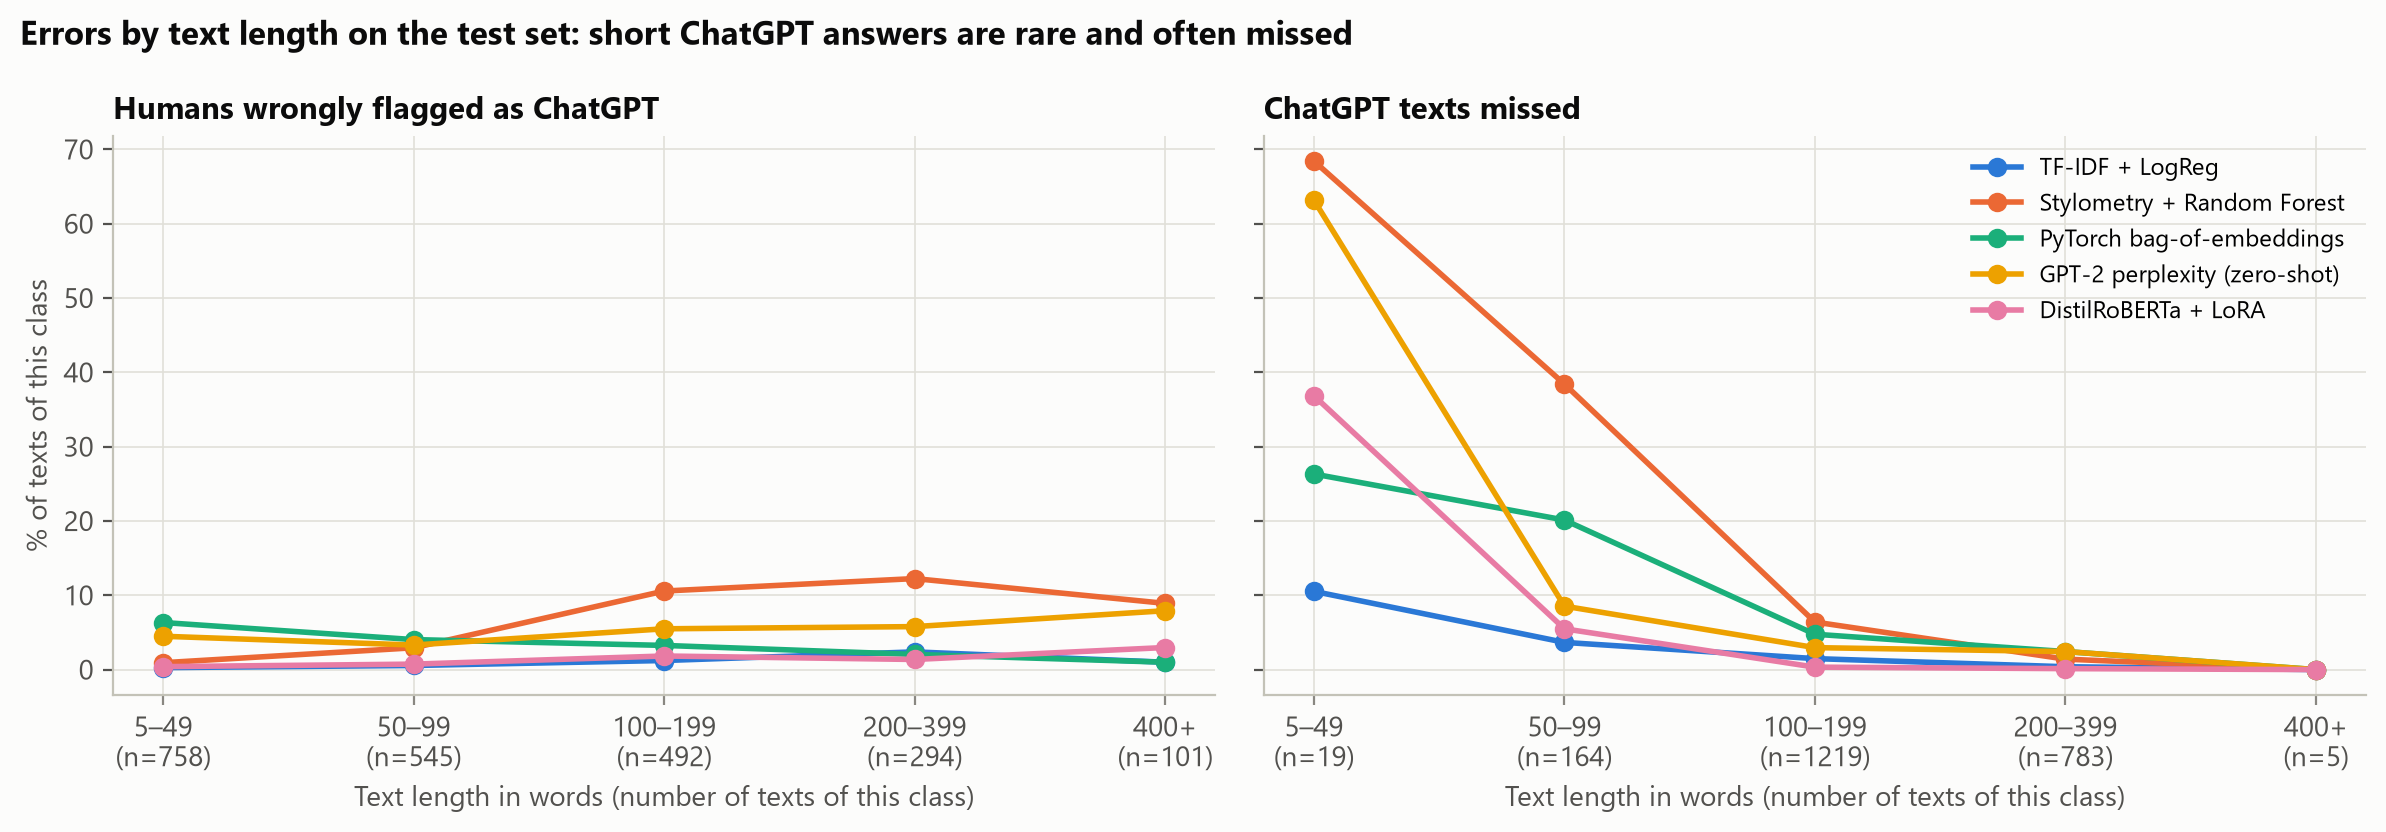 Errors by text length on the test set: short ChatGPT answers are rare and often missed
Humans wrongly flagged as ChatGPT
% of texts of this class
70
60
50
40
30
20
10
0
5–49 50–99 100–199 200–399 400+
(n=758) (n=545) (n=492) (n=294) (n=101)
Text length in words (number of texts of this class)
ChatGPT texts missed
TF-IDF + LogReg
Stylometry + Random Forest
PyTorch bag-of-embeddings
GPT-2 perplexity (zero-shot)
DistilRoBERTa + LoRA
5–49 50–99 100–199 200–399 400+
(n=19) (n=164) (n=1219) (n=783) (n=5)
Text length in words (number of texts of this class)